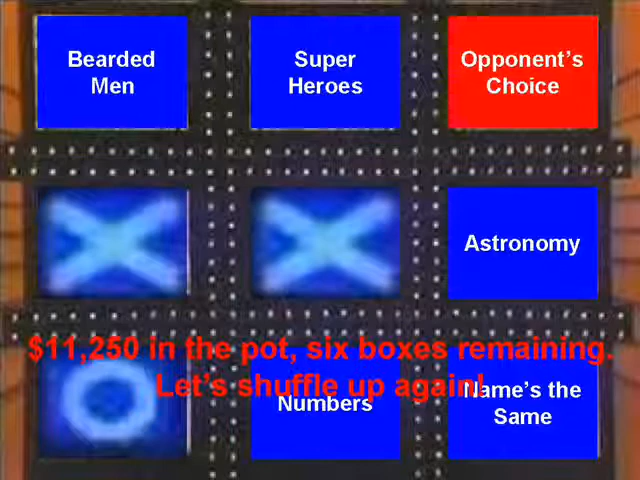 Bearded
Men
Super
Heroes
Opponent's
Choice
X
X
Astronomy
$11,250 in the pot, six boxes remaining.
Let's shuffle up again!
O
Numbers
Name's the
Same